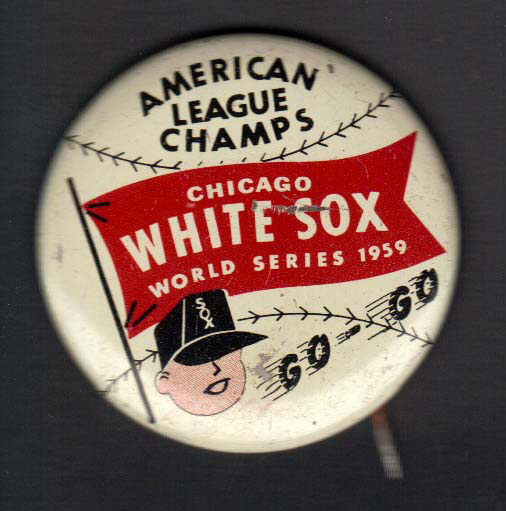 AMERICAN
LEAGUE
CHAMPS
CHICAGO
WHITE SOX
WORLD SERIES 1959
SOX
GO-GO